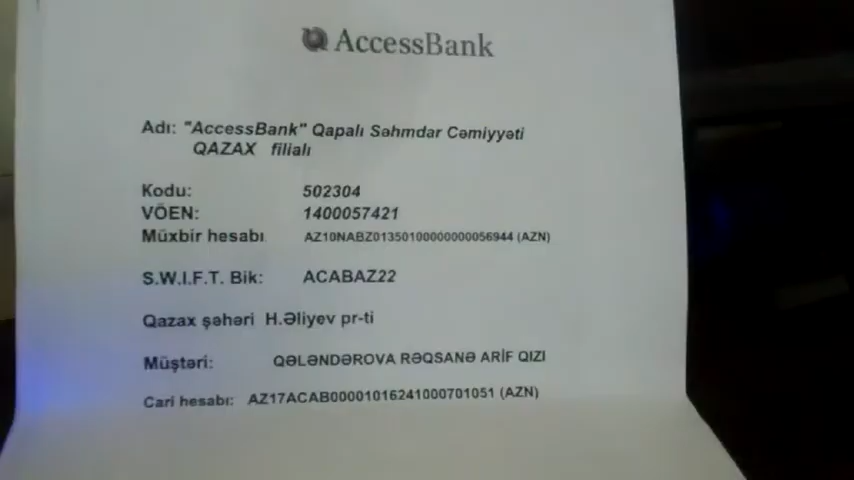 AccessBank
Adı: "AccessBank" Qapalı Səhmdar Cəmiyyəti
QAZAX filialı
Kodu: 502304
VÖEN: 1400057421
Müxbir hesabı AZ10NABZ01350100000000056944 (AZN)
S.W.I.F.T. Bik: ACABAZ22
Qazax şəhəri H.Əliyev pr-ti
Müştəri: QƏLƏNDƏROVA RƏQSANƏ ARİF QIZI
Cari hesabı: AZ17ACAB00001016241000701051 (AZN)